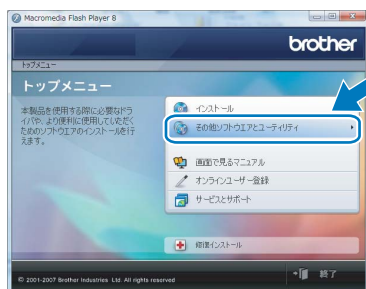 Macromedia Flash Player 8
brother
トップメニュー
トップメニュー
本製品を使用する際に必要なドラ
イバや、より便利に使用していただく
ためのソフトウエアのインストールを行
えます。
インストール
その他ソフトウエアとユーティリティ
画面で見るマニュアル
オンラインユーザー登録
サービスとサポート
修復インストール
© 2001-2007 Brother Industries Ltd. All rights reserved
終了